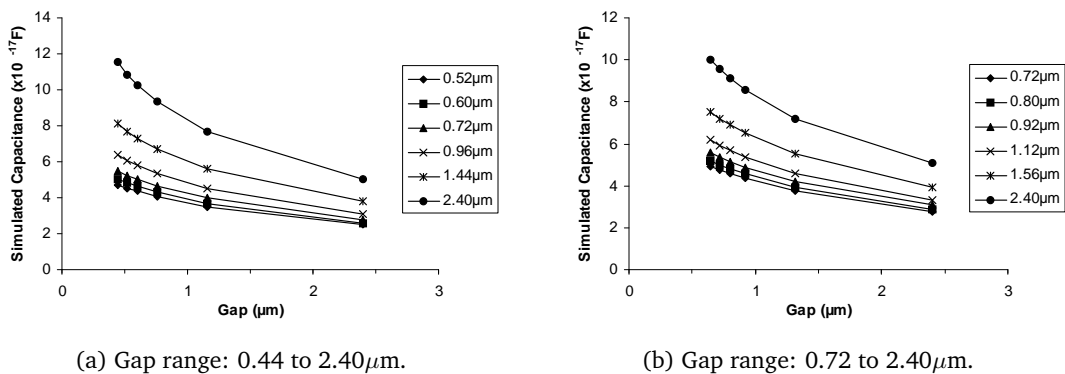 14
12
10
8
6
4
2
0
Simulated Capacitance (x10 -17F)
0
1
2
3
Gap (µm)
0.52µm
0.60µm
0.72µm
0.96µm
1.44µm
2.40µm
(a) Gap range: 0.44 to 2.40µm.
12
10
8
6
4
2
0
Simulated Capacitance (x10 -17F)
0
1
2
3
Gap (µm)
0.72µm
0.80µm
0.92µm
1.12µm
1.56µm
2.40µm
(b) Gap range: 0.72 to 2.40µm.